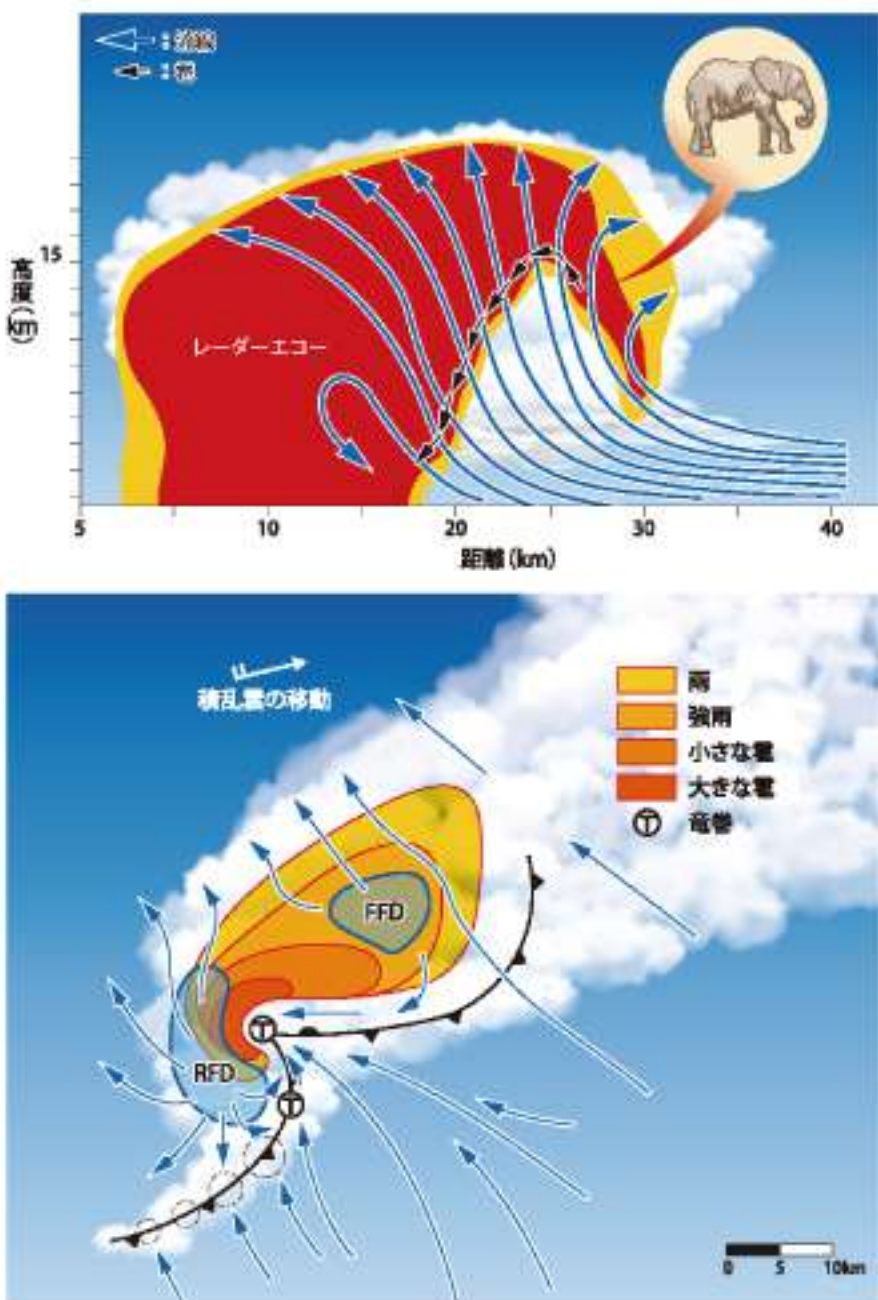 ：流線
：雹
高度(km)
15
レーダーエコー
5 10 20 30 40
距離(km)
積乱雲の移動
雨
強雨
小さな雹
大きな雹
Ⓣ 竜巻
FFD
T
RFD
T
0 5 10km